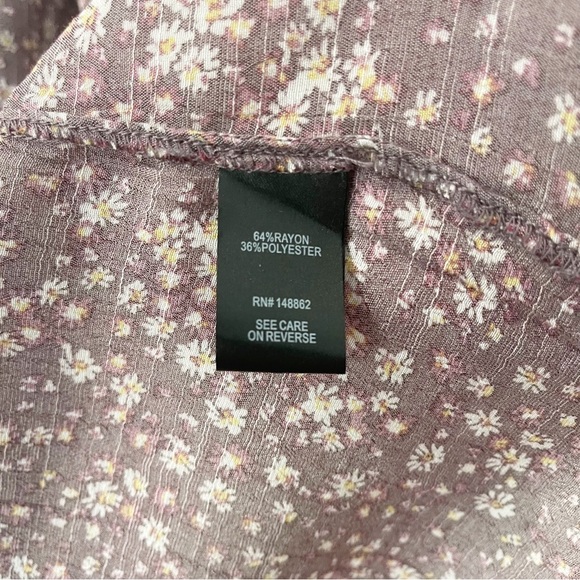 64%RAYON
36%POLYESTER
RN# 148862
SEE CARE
ON REVERSE